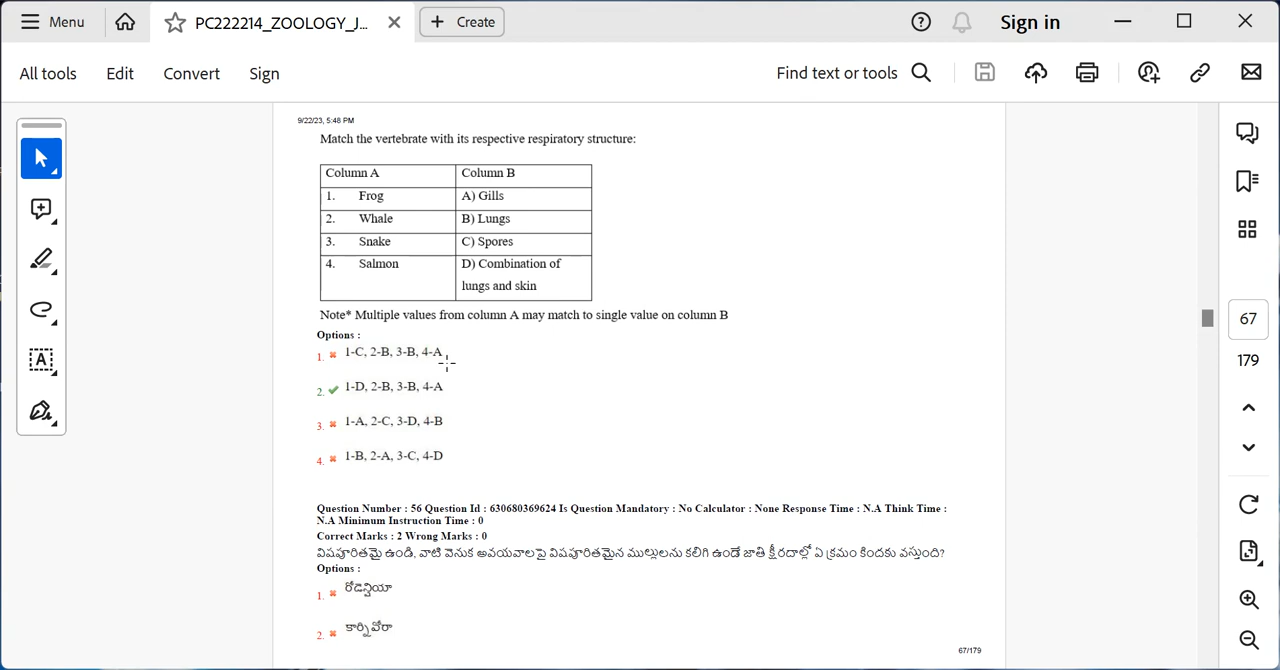 Menu
PC222214_ZOOLOGY_J...
Create
Sign in
All tools
Edit
Convert
Sign
Find text or tools
9/22/23, 5:48 PM
Match the vertebrate with its respective respiratory structure:
Column A Column B
1. Frog A) Gills
2. Whale B) Lungs
3. Snake C) Spores
4. Salmon D) Combination of
lungs and skin
Note* Multiple values from column A may match to single value on column B
Options :
1. 1-C, 2-B, 3-B, 4-A
2. 1-D, 2-B, 3-B, 4-A
3. 1-A, 2-C, 3-D, 4-B
4. 1-B, 2-A, 3-C, 4-D
Question Number : 56 Question Id : 630680369624 Is Question Mandatory : No Calculator : None Response Time : N.A Think Time :
N.A Minimum Instruction Time : 0
Correct Marks : 2 Wrong Marks : 0
విషపూరితమై ఉండి, వాటి వెనుక అవయవాలపై విషపూరితమైన ముల్లులను కలిగి ఉండే జాతి క్షీరదాల్లో ఏ క్రమం కిందకు వస్తుంది?
Options :
1. రోడెన్షియా
2. కార్నివోరా
67/179
67
179